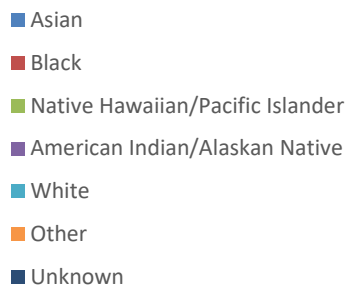 Asian
Black
Native Hawaiian/Pacific Islander
American Indian/Alaskan Native
White
Other
Unknown